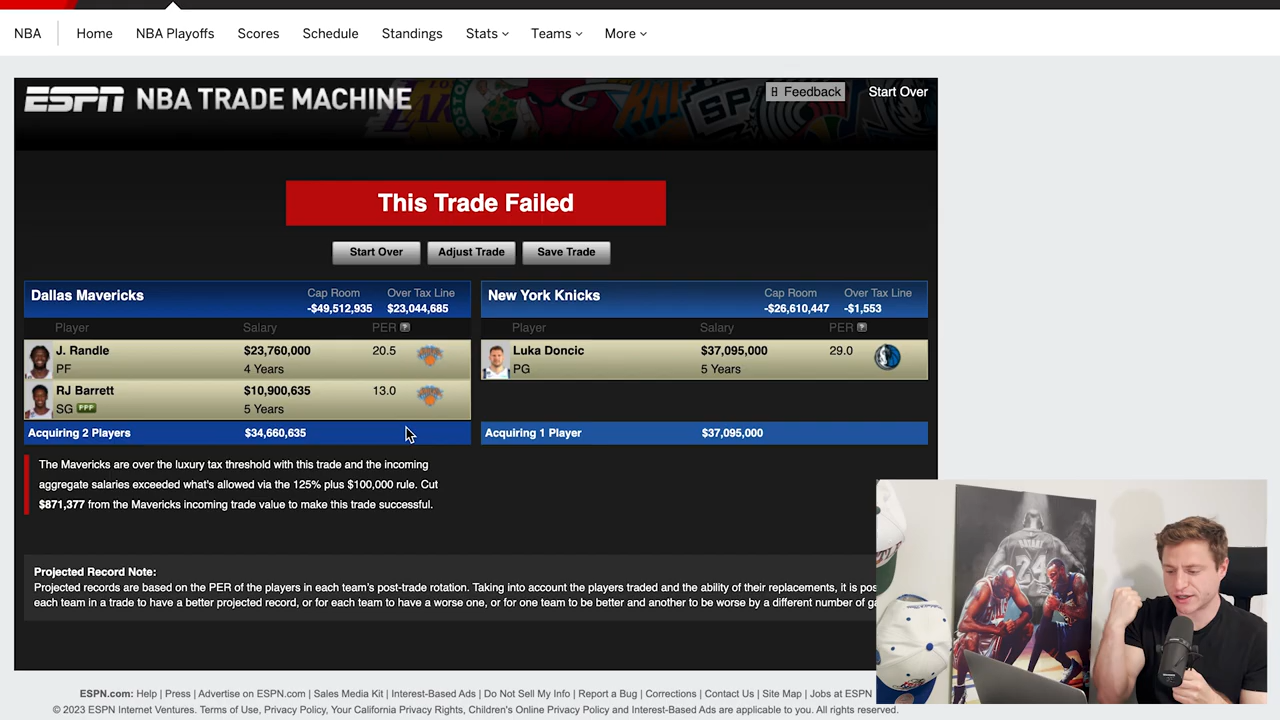 NBA Home NBA Playoffs Scores Schedule Standings Stats Teams More
ESPN NBA TRADE MACHINE
Feedback Start Over
This Trade Failed
Start Over Adjust Trade Save Trade
Dallas Mavericks
Cap Room Over Tax Line
-$49,512,935 $23,044,685
Player Salary PER ?
J. Randle $23,760,000 20.5
PF 4 Years
RJ Barrett $10,900,635 13.0
SG PPP 5 Years
Acquiring 2 Players $34,660,635
New York Knicks
Cap Room Over Tax Line
-$26,610,447 -$1,553
Player Salary PER ?
Luka Doncic $37,095,000 29.0
PG 5 Years
Acquiring 1 Player $37,095,000
The Mavericks are over the luxury tax threshold with this trade and the incoming
aggregate salaries exceeded what's allowed via the 125% plus $100,000 rule. Cut
$871,377 from the Mavericks incoming trade value to make this trade successful.
Projected Record Note:
Projected records are based on the PER of the players in each team's post-trade rotation. Taking into account the players traded and the ability of their replacements, it is pos
each team in a trade to have a better projected record, or for each team to have a worse one, or for one team to be better and another to be worse by a different number of
24
ESPN.com: Help | Press | Advertise on ESPN.com | Sales Media Kit | Interest-Based Ads | Do Not Sell My Info | Report a Bug | Corrections | Contact Us | Site Map | Jobs at ESPN
© 2023 ESPN Internet Ventures. Terms of Use, Privacy Policy, Your California Privacy Rights, Children's Online Privacy Policy and Interest-Based Ads are applicable to you. All rights reserved.